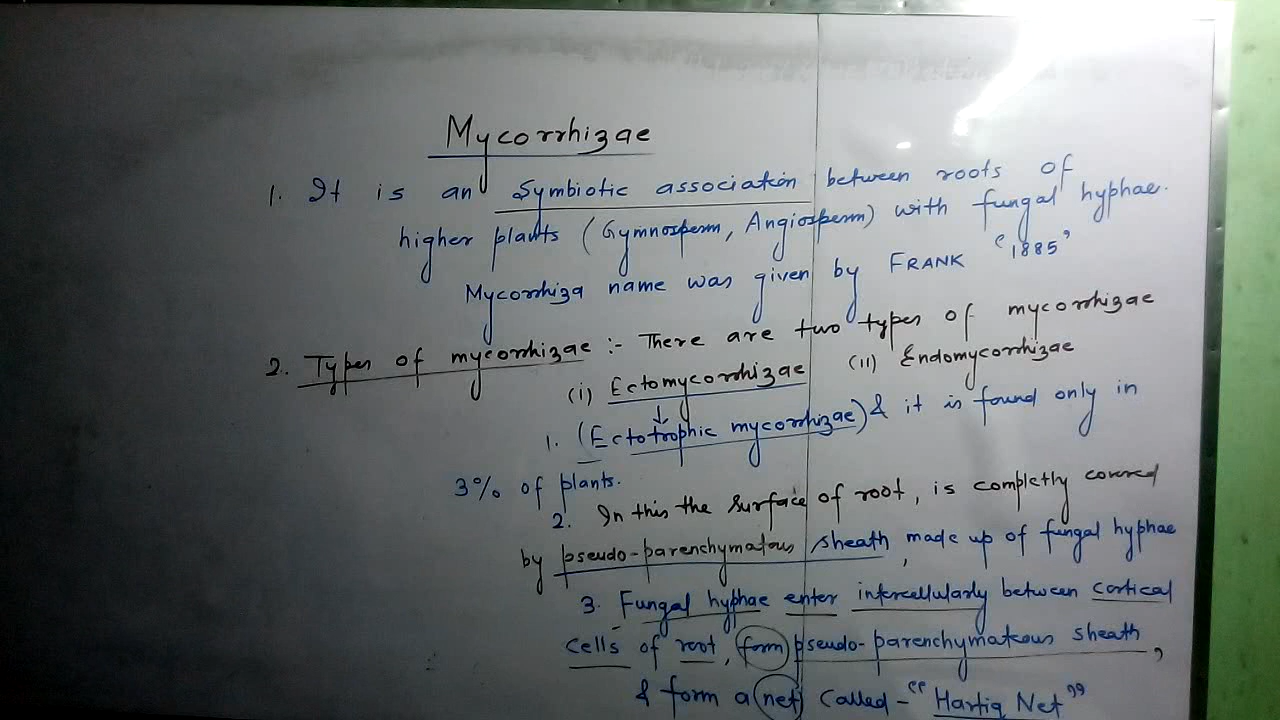 Mycorrhizae
1. It is an Symbiotic association between roots of
higher plants (Gymnosperm, Angiosperm) with fungal hyphae.
Mycorrhiza name was given by FRANK "1885"
2. Types of mycorrhizae :- There are two types of mycorrhizae
(i) Ectomycorrhizae (ii) Endomycorrhizae
↓
1. (Ectotrophic mycorrhizae) & it is found only in
3% of plants.
2. In this the surface of root, is completly covered
by pseudo-parenchymatous sheath, made up of fungal hyphae
3. Fungal hyphae enter intercellularly between cortical
cells of root, form pseudo-parenchymateous sheath,
& form a net called - "Hartiq Net"